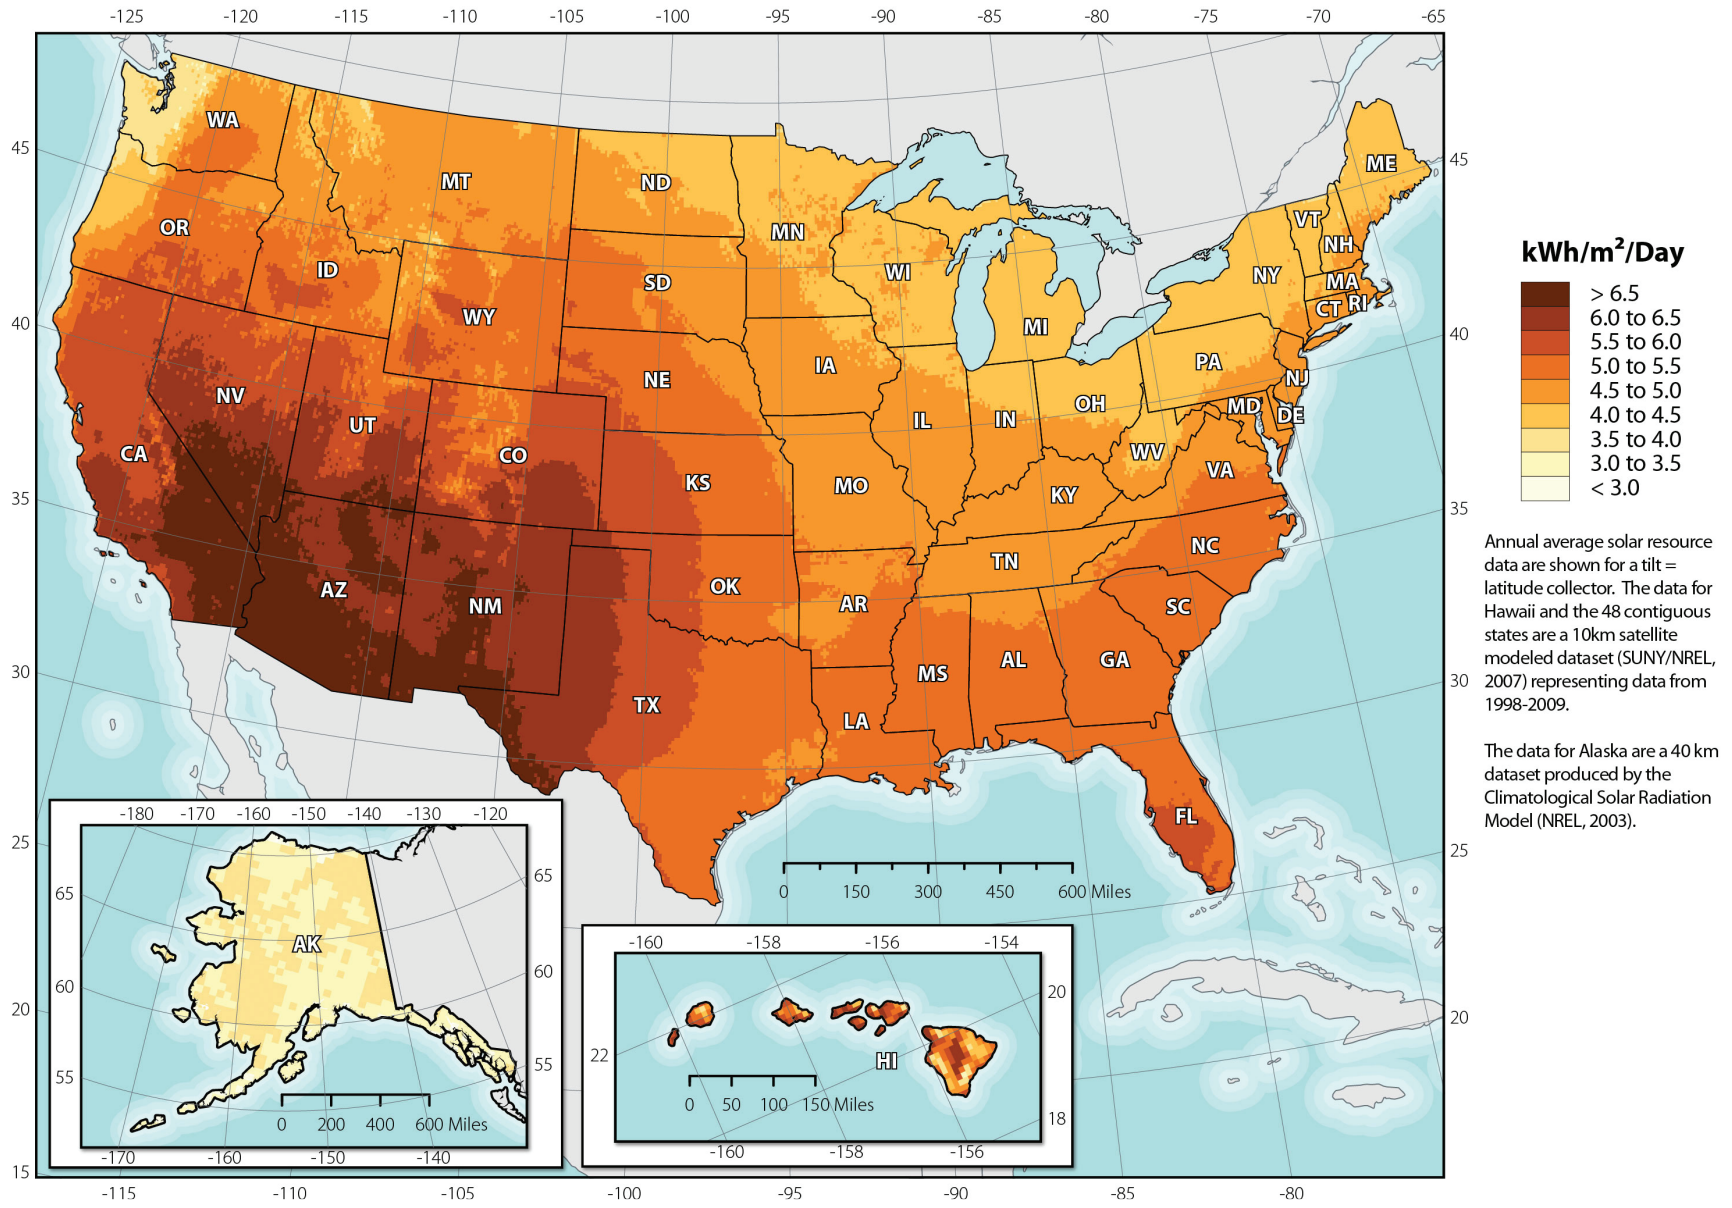 -125 -120 -115 -110 -105 -100 -95 -90 -85 -80 -75 -70 -65
45
40
35
30
25
20
15
45
40
35
30
25
20
-115 -110 -105 -100 -95 -90 -85 -80
WA
OR
CA
NV
ID
MT
WY
UT
CO
AZ
NM
ND
SD
NE
KS
OK
TX
MN
IA
MO
AR
LA
WI
IL
MI
IN
OH
KY
TN
MS
AL
GA
FL
SC
NC
VA
WV
PA
NY
VT
NH
ME
MA
CT
RI
NJ
MD
DE
0 150 300 450 600 Miles
-180 -170 -160 -150 -140 -130 -120
65
60
55
65
60
55
AK
0 200 400 600 Miles
-170 -160 -150 -140
-160 -158 -156 -154
22
20
18
HI
0 50 100 150 Miles
-160 -158 -156
kWh/m²/Day
> 6.5
6.0 to 6.5
5.5 to 6.0
5.0 to 5.5
4.5 to 5.0
4.0 to 4.5
3.5 to 4.0
3.0 to 3.5
< 3.0
Annual average solar resource
data are shown for a tilt =
latitude collector. The data for
Hawaii and the 48 contiguous
states are a 10km satellite
modeled dataset (SUNY/NREL,
2007) representing data from
1998-2009.
The data for Alaska are a 40 km
dataset produced by the
Climatological Solar Radiation
Model (NREL, 2003).